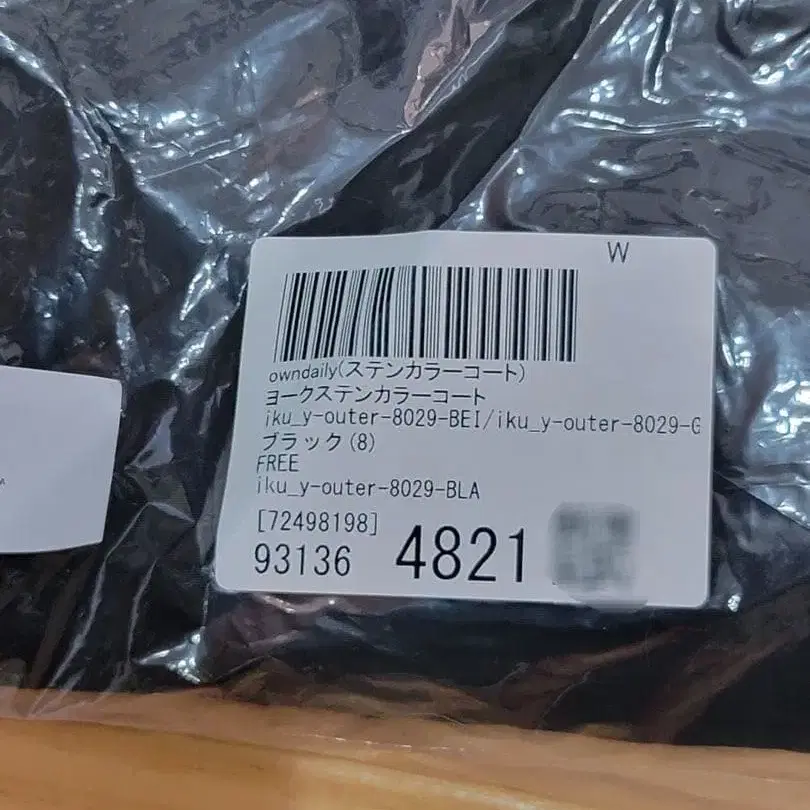 W
owndaily(ステンカラーコート)
ヨークステンカラーコート
iku_y-outer-8029-BEI/iku_y-outer-8029-G
ブラック(8)
FREE
iku_y-outer-8029-BLA
[72498198]
93136 4821